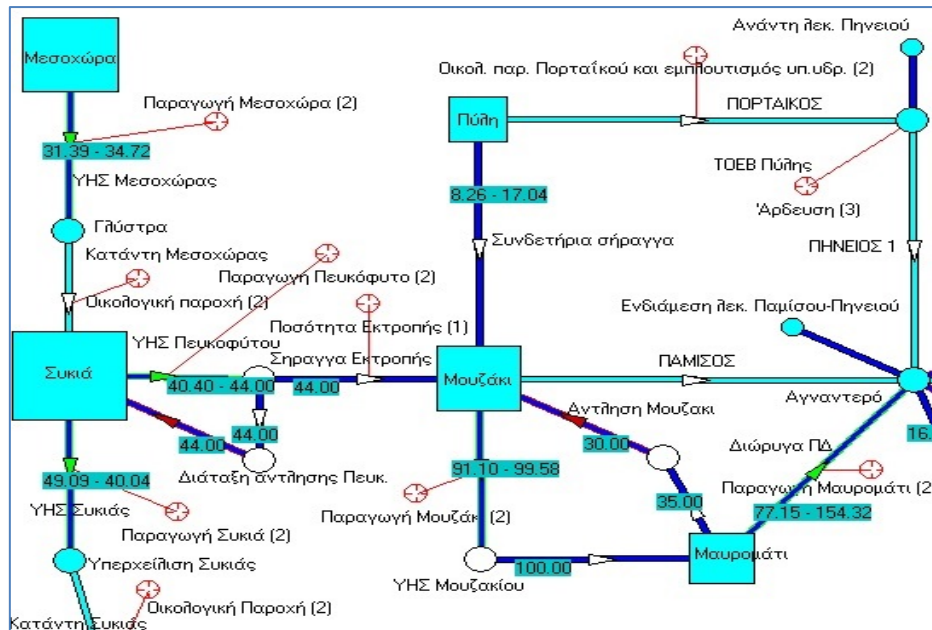 Μεσοχώρα
Ανάντη λεκ. Πηνειού
Οικολ. παρ. Πορταϊκού και εμπλουτισμός υπ.υδρ. (2)
Παραγωγή Μεσοχώρα (2)
Πύλη
ΠΟΡΤΑΙΚΟΣ
31.39 - 34.72
ΤΟΕΒ Πύλης
ΥΗΣ Μεσοχώρας
8.26 - 17.04
Άρδευση (3)
Γλύστρα
Συνδετήρια σήραγγα
ΠΗΝΕΙΟΣ 1
Κατάντη Μεσοχώρας
Παραγωγή Πευκόφυτο (2)
Οικολογική παροχή (2)
Ενδιάμεση λεκ. Παμίσου-Πηνειού
ΥΗΣ Πευκοφύτου
Ποσότητα Εκτροπής (1)
Σηραγγα Εκτροπής
ΠΑΜΙΣΟΣ
Συκιά
40.40 - 44.00
44.00
Μουζάκι
Αγναντερό
Αντληση Μουζακι
44.00
44.00
30.00
16.
Διώρυγα ΠΔ
91.10 - 99.58
Διάταξη άντλησης Πευκ.
49.09 - 40.04
35.00
Παραγωγή Μαυρομάτι (2
ΥΗΣ Συκιάς
Παραγωγή Μουζάκι (2)
77.15 - 154.32
Παραγωγή Συκιά (2)
Μαυρομάτι
Υπερχείλιση Συκιάς
100.00
ΥΗΣ Μουζακίου
Οικολογική Παροχή (2)
Κατάντη Συκιάς